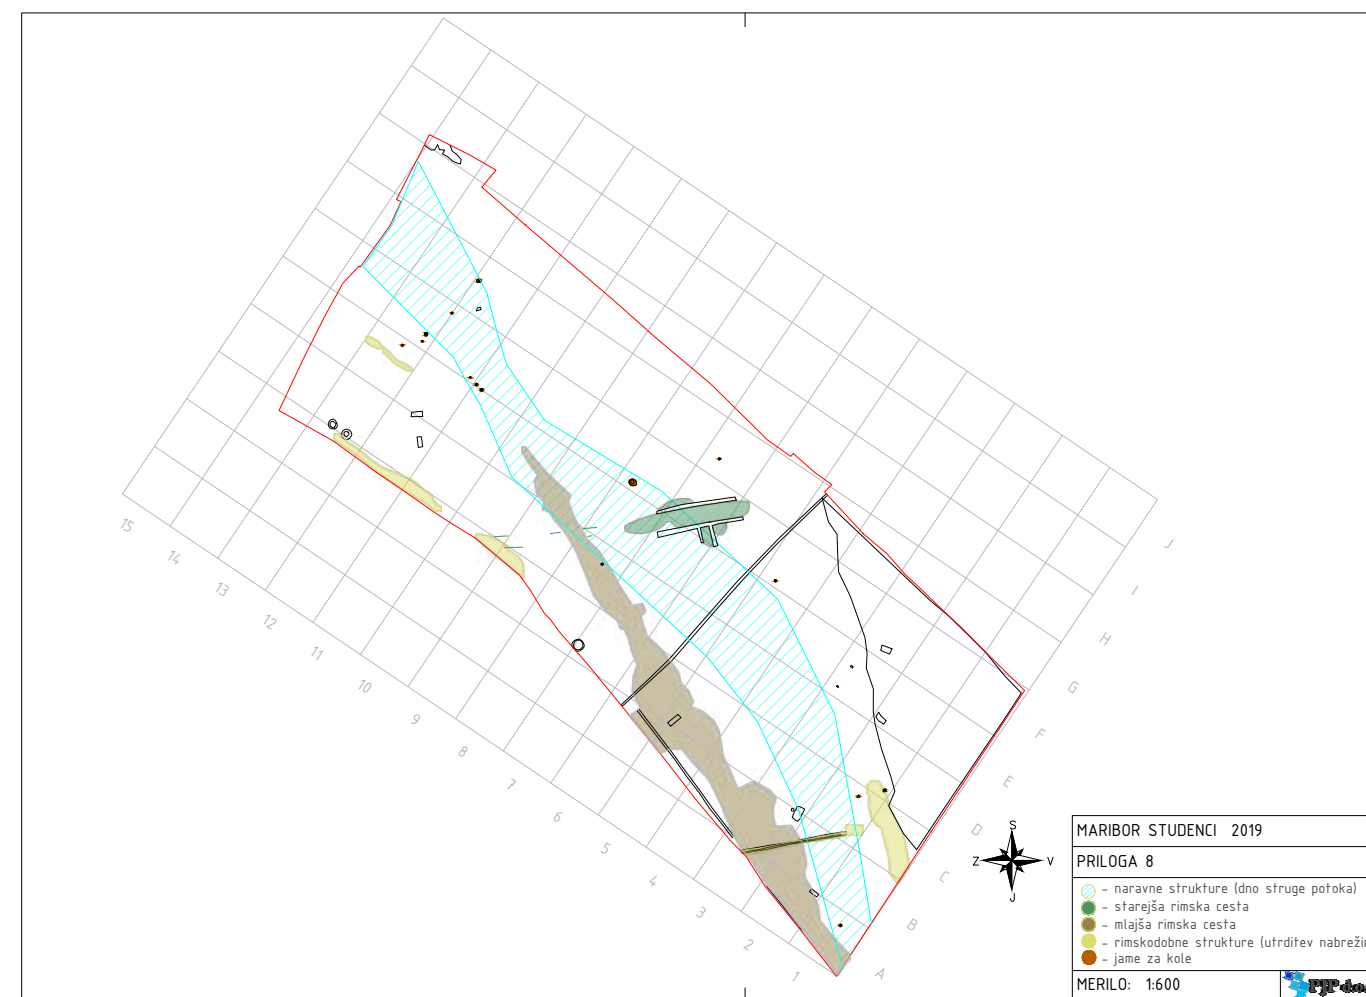 15
14
13
12
11
10
9
8
7
6
5
4
3
2
1
A
B
C
D
E
F
G
H
I
J
S
Z
V
J
MARIBOR STUDENCI 2019
PRILOGA 8
- naravne strukture (dno struge potoka)
- starejša rimska cesta
- mlajša rimska cesta
- rimskodobne strukture (utrditev
- jame za kole
MERILO: 1:600
PJP d.o.